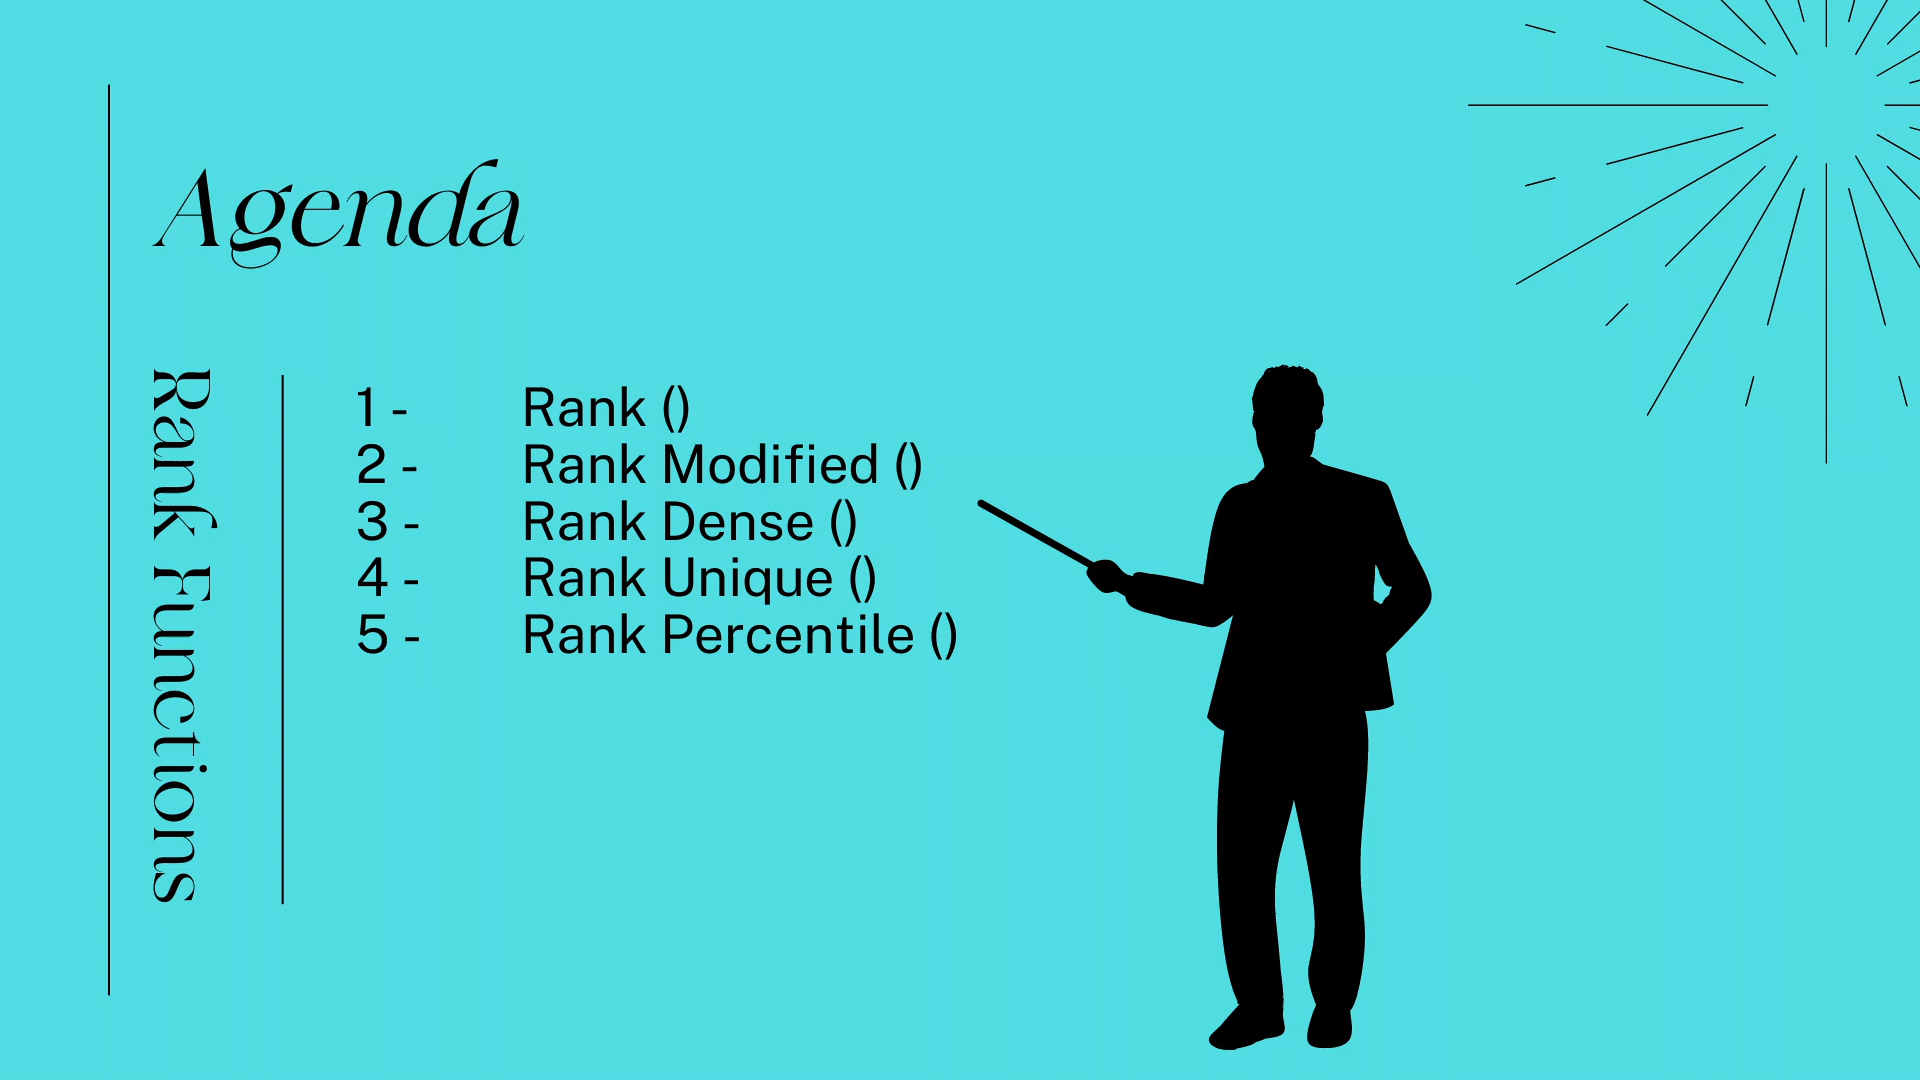 Agenda
Rank Functions
1 - Rank ()
2 - Rank Modified ()
3 - Rank Dense ()
4 - Rank Unique ()
5 - Rank Percentile ()